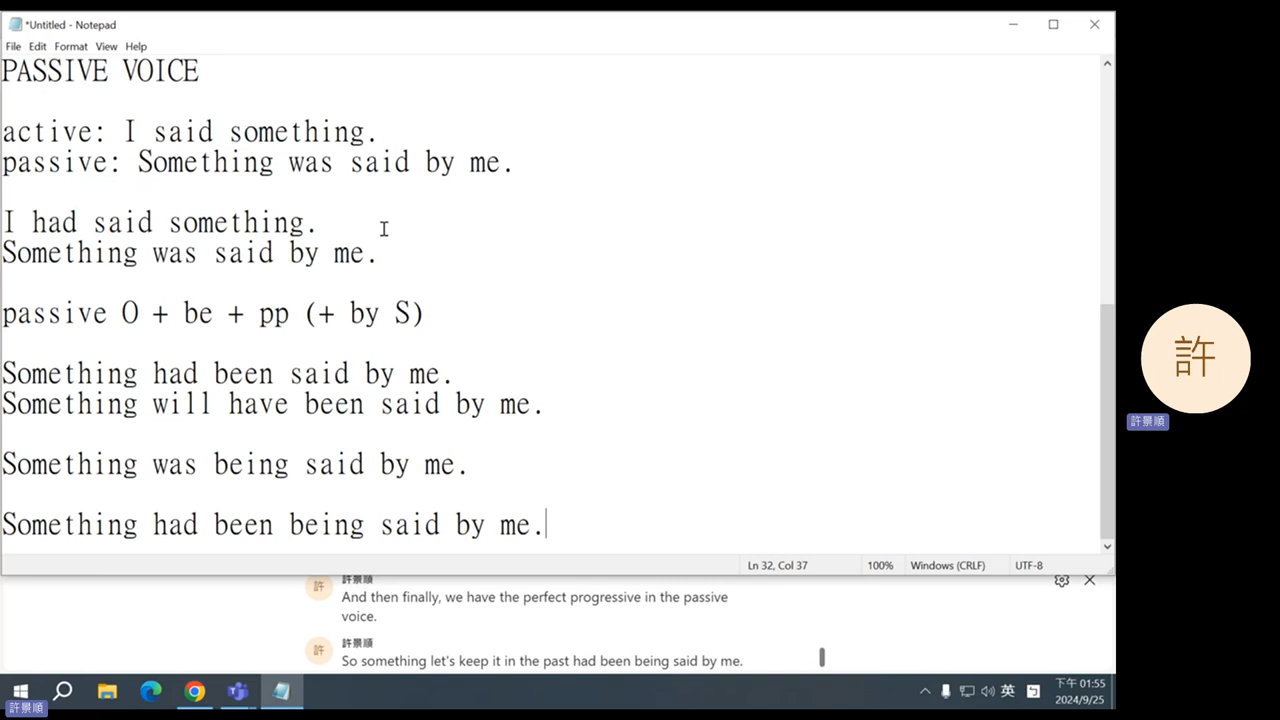 *Untitled - Notepad
File Edit Format View Help
PASSIVE VOICE
active: I said something.
passive: Something was said by me.
I had said something.
Something was said by me.
passive O + be + pp (+ by S)
Something had been said by me.
Something will have been said by me.
Something was being said by me.
Something had been being said by me.
Ln 32, Col 37 100% Windows (CRLF) UTF-8
許
許景順
許 許景順
And then finally, we have the perfect progressive in the passive
voice.
許 許景順
So something let's keep it in the past had been being said by me.
英
下午 01:55
2024/9/25
許景順